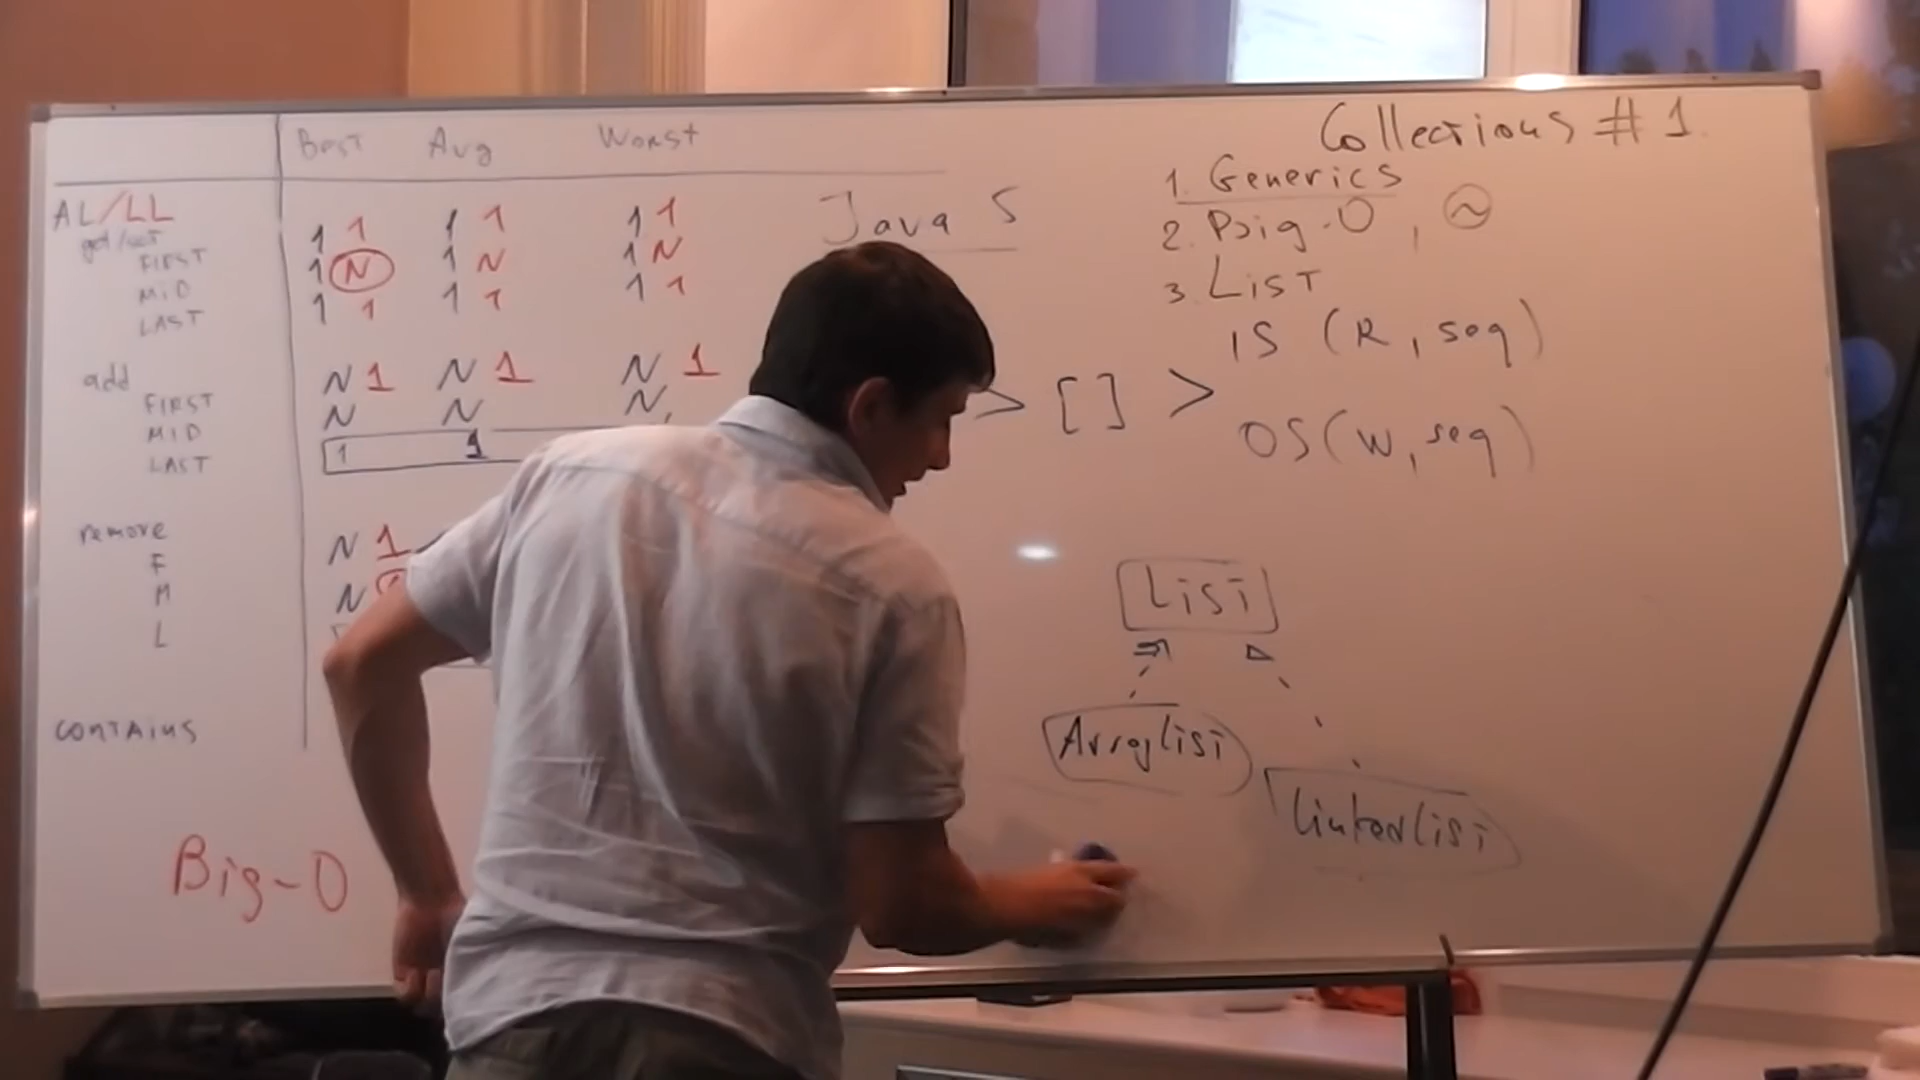 Best Avg Worst
AL/LL
get/set
FIRST 1 1 1 1 1 1
MID 1 N 1 N 1 N
LAST 1 1 1 1 1 1
add
FIRST N 1 N 1 N 1
MID N N N
LAST 1 1
remove
F N 1
M N
L
CONTAINS
Big-O
Java 5
> [ ] >
Collections # 1
1. Generics
2. Big-O, ~
3. LIST
IS (R, seq)
OS(W, seq)
List
ArrayList
LinkedList